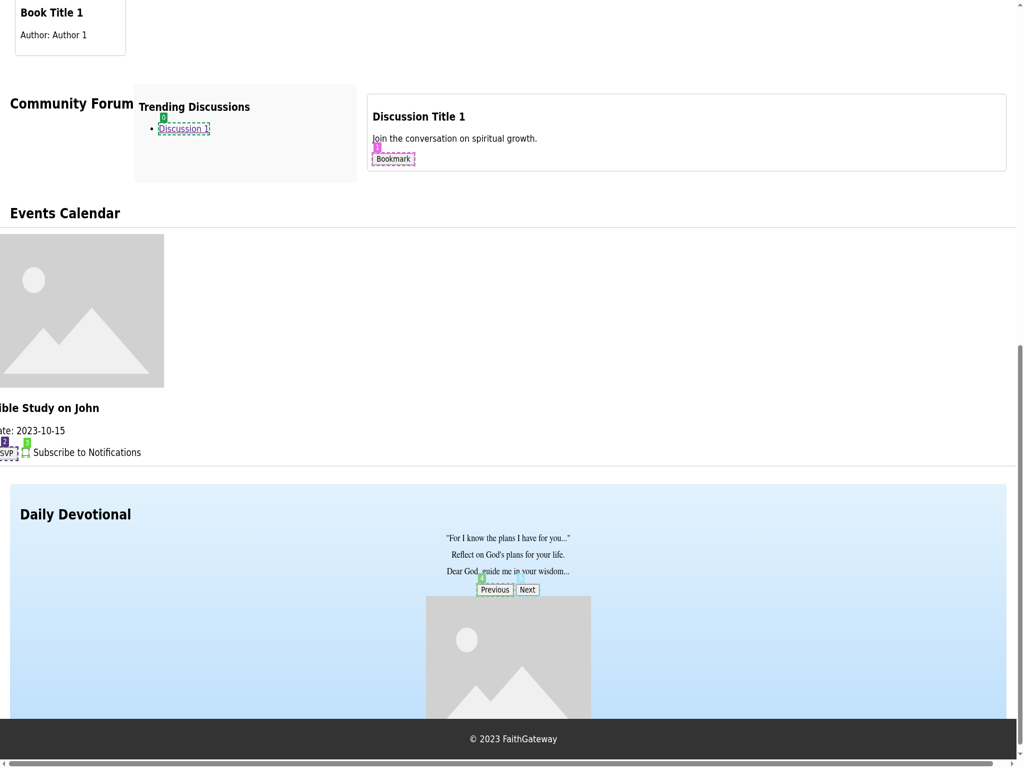 Book Title 1
Author: Author 1
Community Forum
Trending Discussions
0
Discussion 1
Discussion Title 1
Join the conversation on spiritual growth.
1
Bookmark
Events Calendar
ible Study on John
ate: 2023-10-15
2
3
SVP
Subscribe to Notifications
Daily Devotional
"For I know the plans I have for you..."
Reflect on God's plans for your life.
Dear God, guide me in your wisdom...
4
Previous
Next
© 2023 FaithGateway